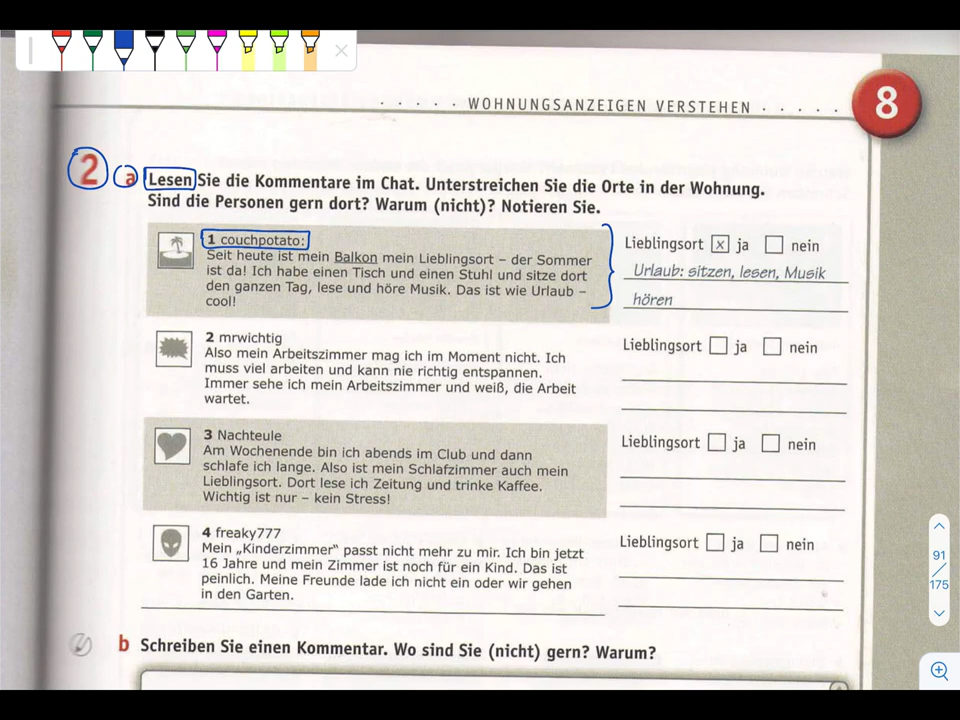 · · · · · WOHNUNGSANZEIGEN VERSTEHEN · · · · ·
8
2 a Lesen Sie die Kommentare im Chat. Unterstreichen Sie die Orte in der Wohnung.
Sind die Personen gern dort? Warum (nicht)? Notieren Sie.
1 couchpotato:
Seit heute ist mein Balkon mein Lieblingsort – der Sommer
ist da! Ich habe einen Tisch und einen Stuhl und sitze dort
den ganzen Tag, lese und höre Musik. Das ist wie Urlaub –
cool!
Lieblingsort x ja nein
Urlaub: sitzen, lesen, Musik
hören
2 mrwichtig
Also mein Arbeitszimmer mag ich im Moment nicht. Ich
muss viel arbeiten und kann nie richtig entspannen.
Immer sehe ich mein Arbeitszimmer und weiß, die Arbeit
wartet.
Lieblingsort ja nein
3 Nachteule
Am Wochenende bin ich abends im Club und dann
schlafe ich lange. Also ist mein Schlafzimmer auch mein
Lieblingsort. Dort lese ich Zeitung und trinke Kaffee.
Wichtig ist nur – kein Stress!
Lieblingsort ja nein
4 freaky777
Mein „Kinderzimmer“ passt nicht mehr zu mir. Ich bin jetzt
16 Jahre und mein Zimmer ist noch für ein Kind. Das ist
peinlich. Meine Freunde lade ich nicht ein oder wir gehen
in den Garten.
Lieblingsort ja nein
b Schreiben Sie einen Kommentar. Wo sind Sie (nicht) gern? Warum?
91
175